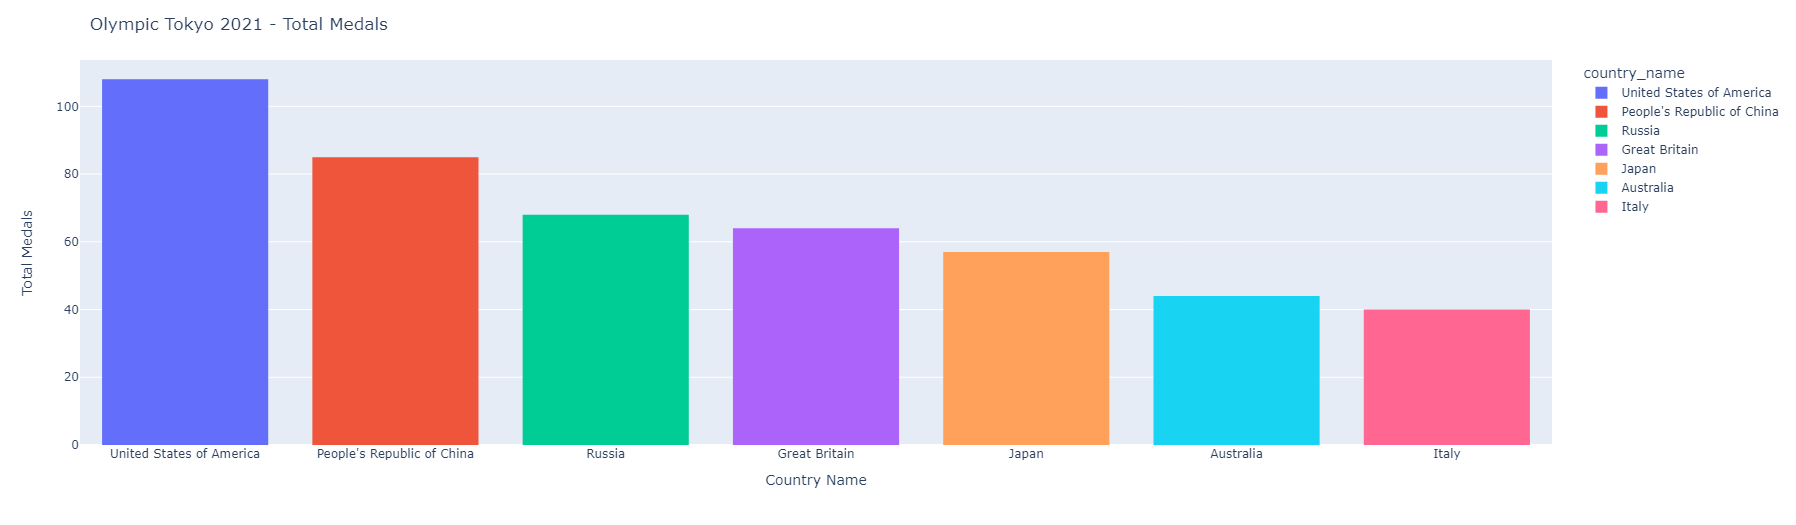 Olympic Tokyo 2021 - Total Medals
country_name
United States of America
People's Republic of China
Russia
Great Britain
Japan
Australia
Italy
Total Medals
100
80
60
40
20
0
United States of America
People's Republic of China
Russia
Great Britain
Japan
Australia
Italy
Country Name